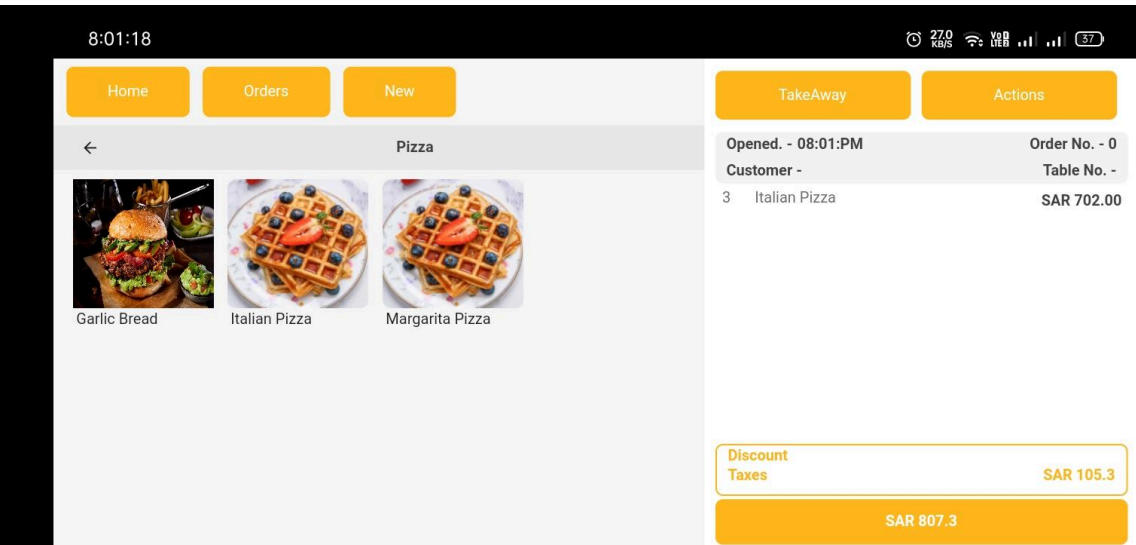 8:01:18
27.0 KB/S
Vo LTE
37
Home
Orders
New
TakeAway
Actions
Pizza
Opened. - 08:01:PM
Order No. - 0
Customer -
Table No. -
3 Italian Pizza SAR 702.00
Garlic Bread
Italian Pizza
Margarita Pizza
Discount
Taxes SAR 105.3
SAR 807.3